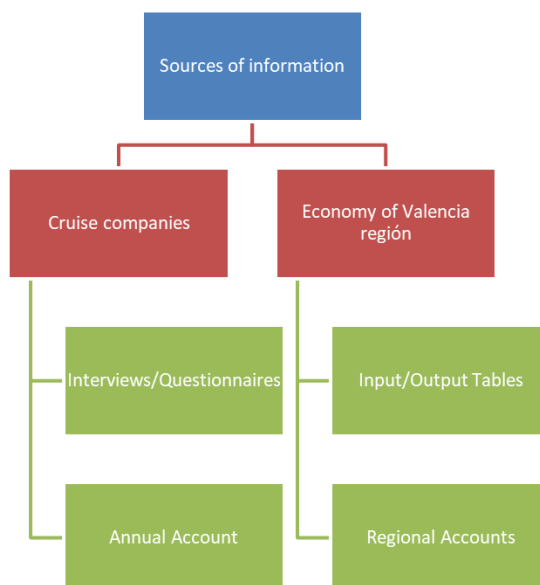 Sources of information
Cruise companies
Economy of Valencia
región
Interviews/Questionnaires
Input/Output Tables
Annual Account
Regional Accounts